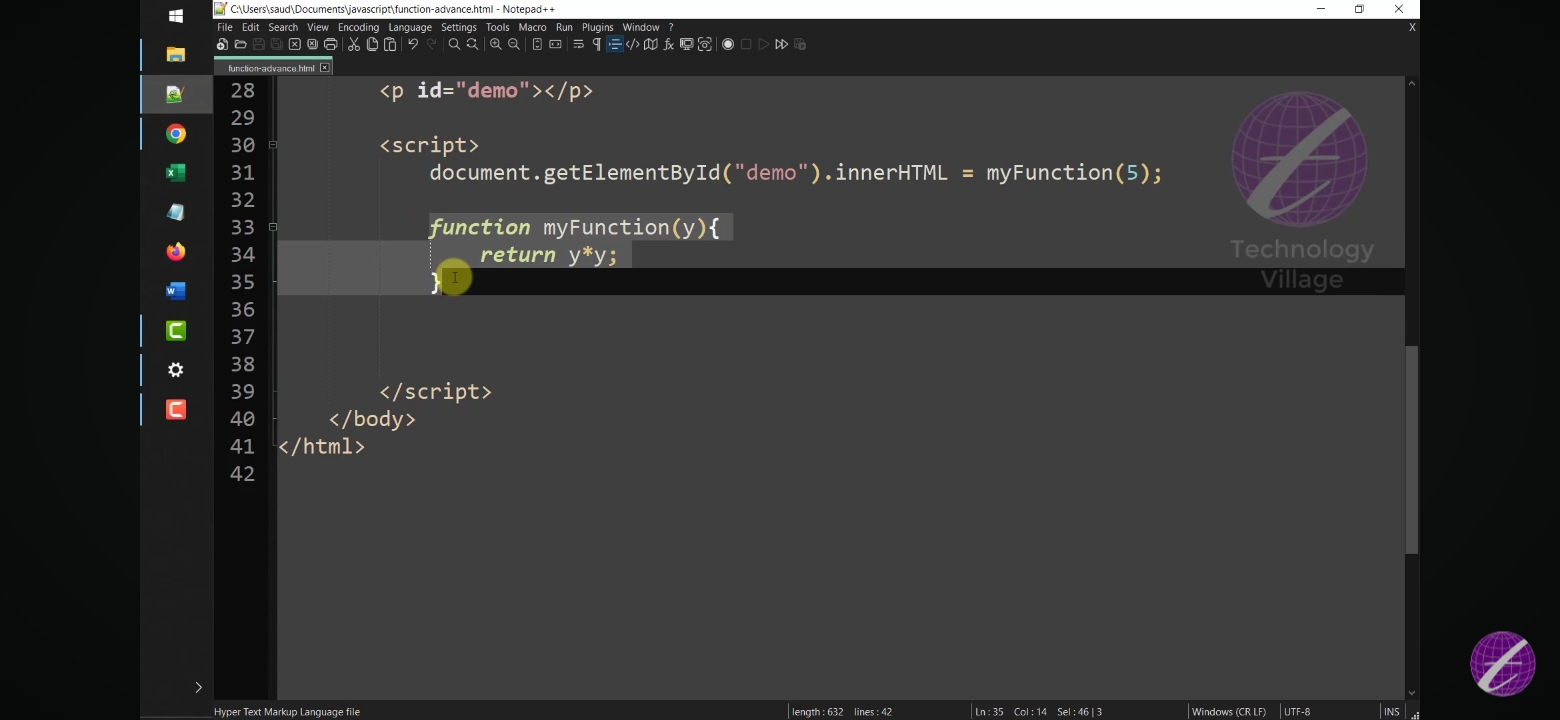 C:\Users\saud\Documents\javascript\function-advance.html - Notepad++
File Edit Search View Encoding Language Settings Tools Macro Run Plugins Window ?
X
function-advance.html
28 <p id="demo"></p>
29
30 <script>
31 document.getElementById("demo").innerHTML = myFunction(5);
32
33 function myFunction(y){
34 return y*y;
35 }
36
37
38
39 </script>
40 </body>
41 </html>
42
Technology
Village
Hyper Text Markup Language file length : 632 lines : 42 Ln : 35 Col : 14 Sel : 46 | 3 Windows (CR LF) UTF-8 INS